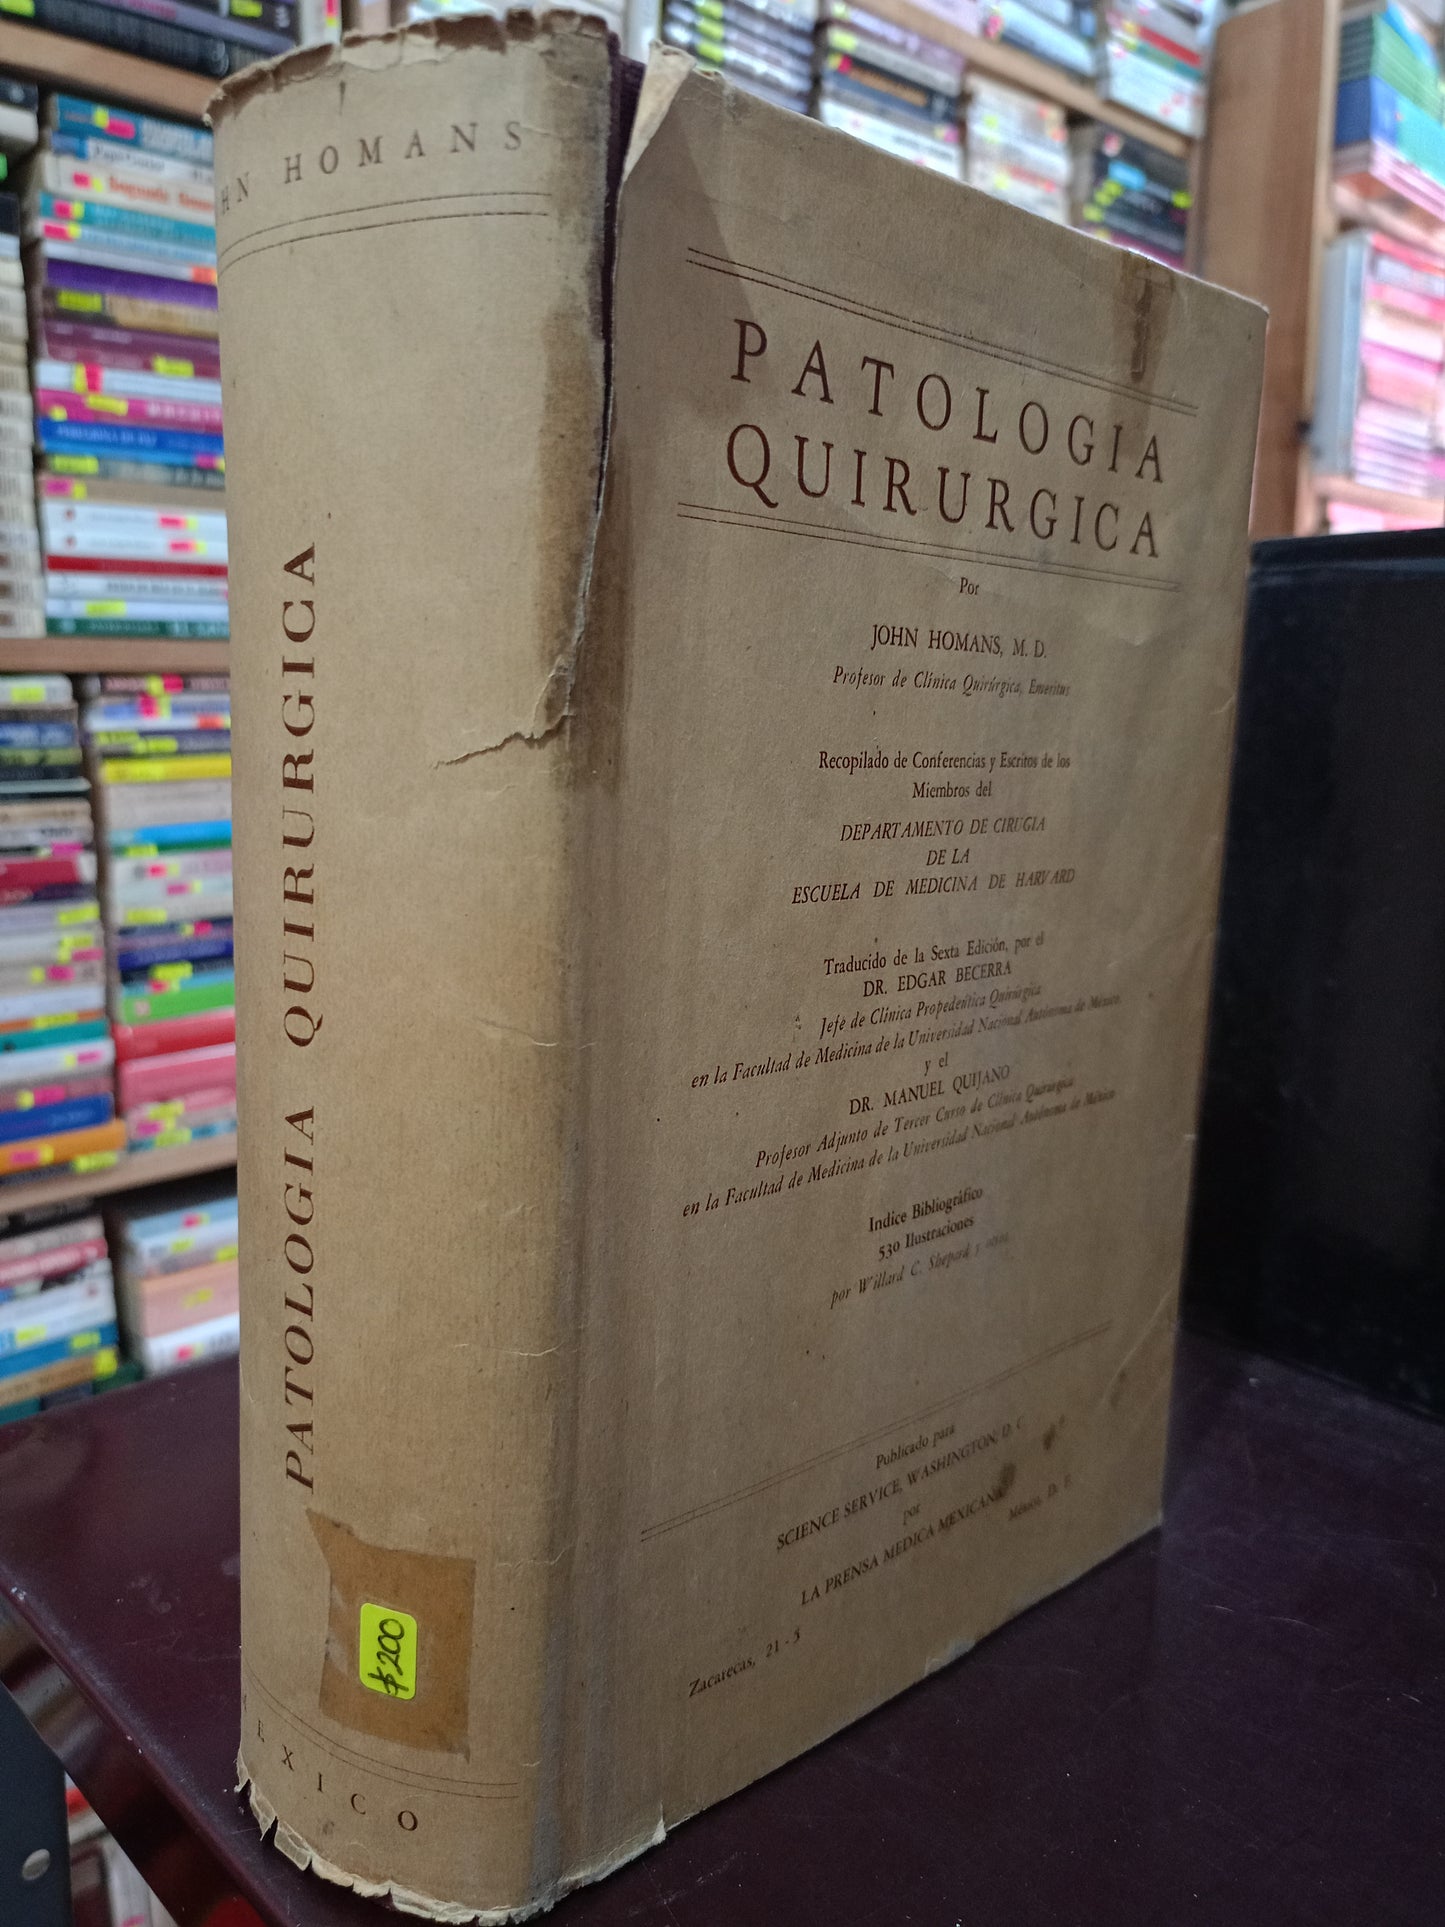 HN HOMANS
PATOLOGIA QUIRURGICA
$200
EXICO
PATOLOGIA
QUIRURGICA
Por
JOHN HOMANS, M. D.
Profesor de Clínica Quirúrgica, Emeritus
Recopilado de Conferencias y Escritos de los
Miembros del
DEPARTAMENTO DE CIRUGIA
DE LA
ESCUELA DE MEDICINA DE HARVARD
Traducido de la Sexta Edición, por el
DR. EDGAR BECERRA
Jefe de Clínica Propedeútica Quirúrgica
en la Facultad de Medicina de la Universidad Nacional Autónoma de México
y el
DR. MANUEL QUIJANO
Profesor Adjunto de Tercer Curso de Clínica Quirúrgica
en la Facultad de Medicina de la Universidad Nacional Autónoma de México
Indice Bibliográfico
530 Ilustraciones
por Willard C. Shepard y otros
Publicado para
SCIENCE SERVICE, WASHINGTON, D. C.
por
LA PRENSA MEDICA MEXICANA
Zacatecas, 21 - 5
México, D. F.